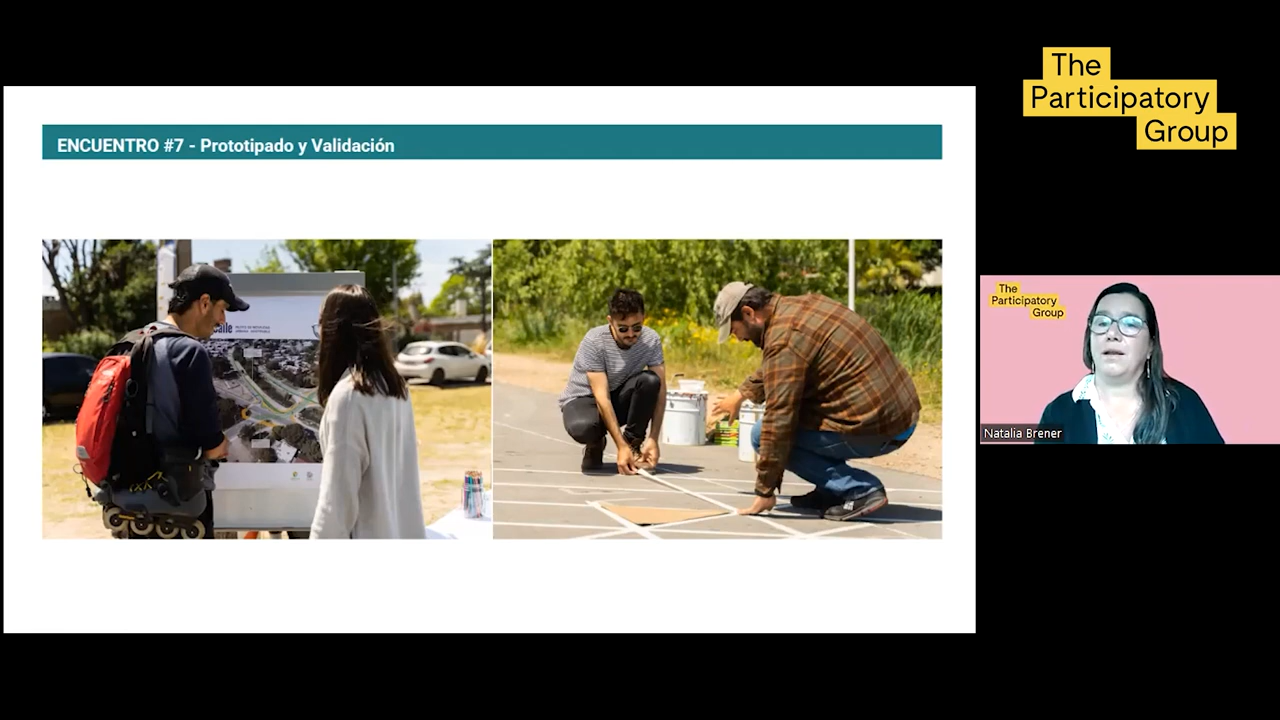 The
Participatory
Group
ENCUENTRO #7 - Prototipado y Validación
calle
The
Participatory
Group
Natalia Brener